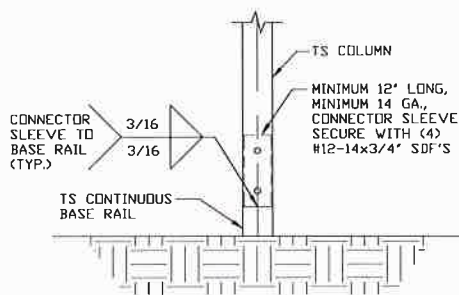 TS COLUMN
MINIMUM 12" LONG,
MINIMUM 14 GA.,
CONNECTOR SLEEVE
SECURE WITH (4)
#12-14x3/4" SDF'S
CONNECTOR
SLEEVE TO
BASE RAIL
(TYP.)
3/16
3/16
TS CONTINUOUS
BASE RAIL